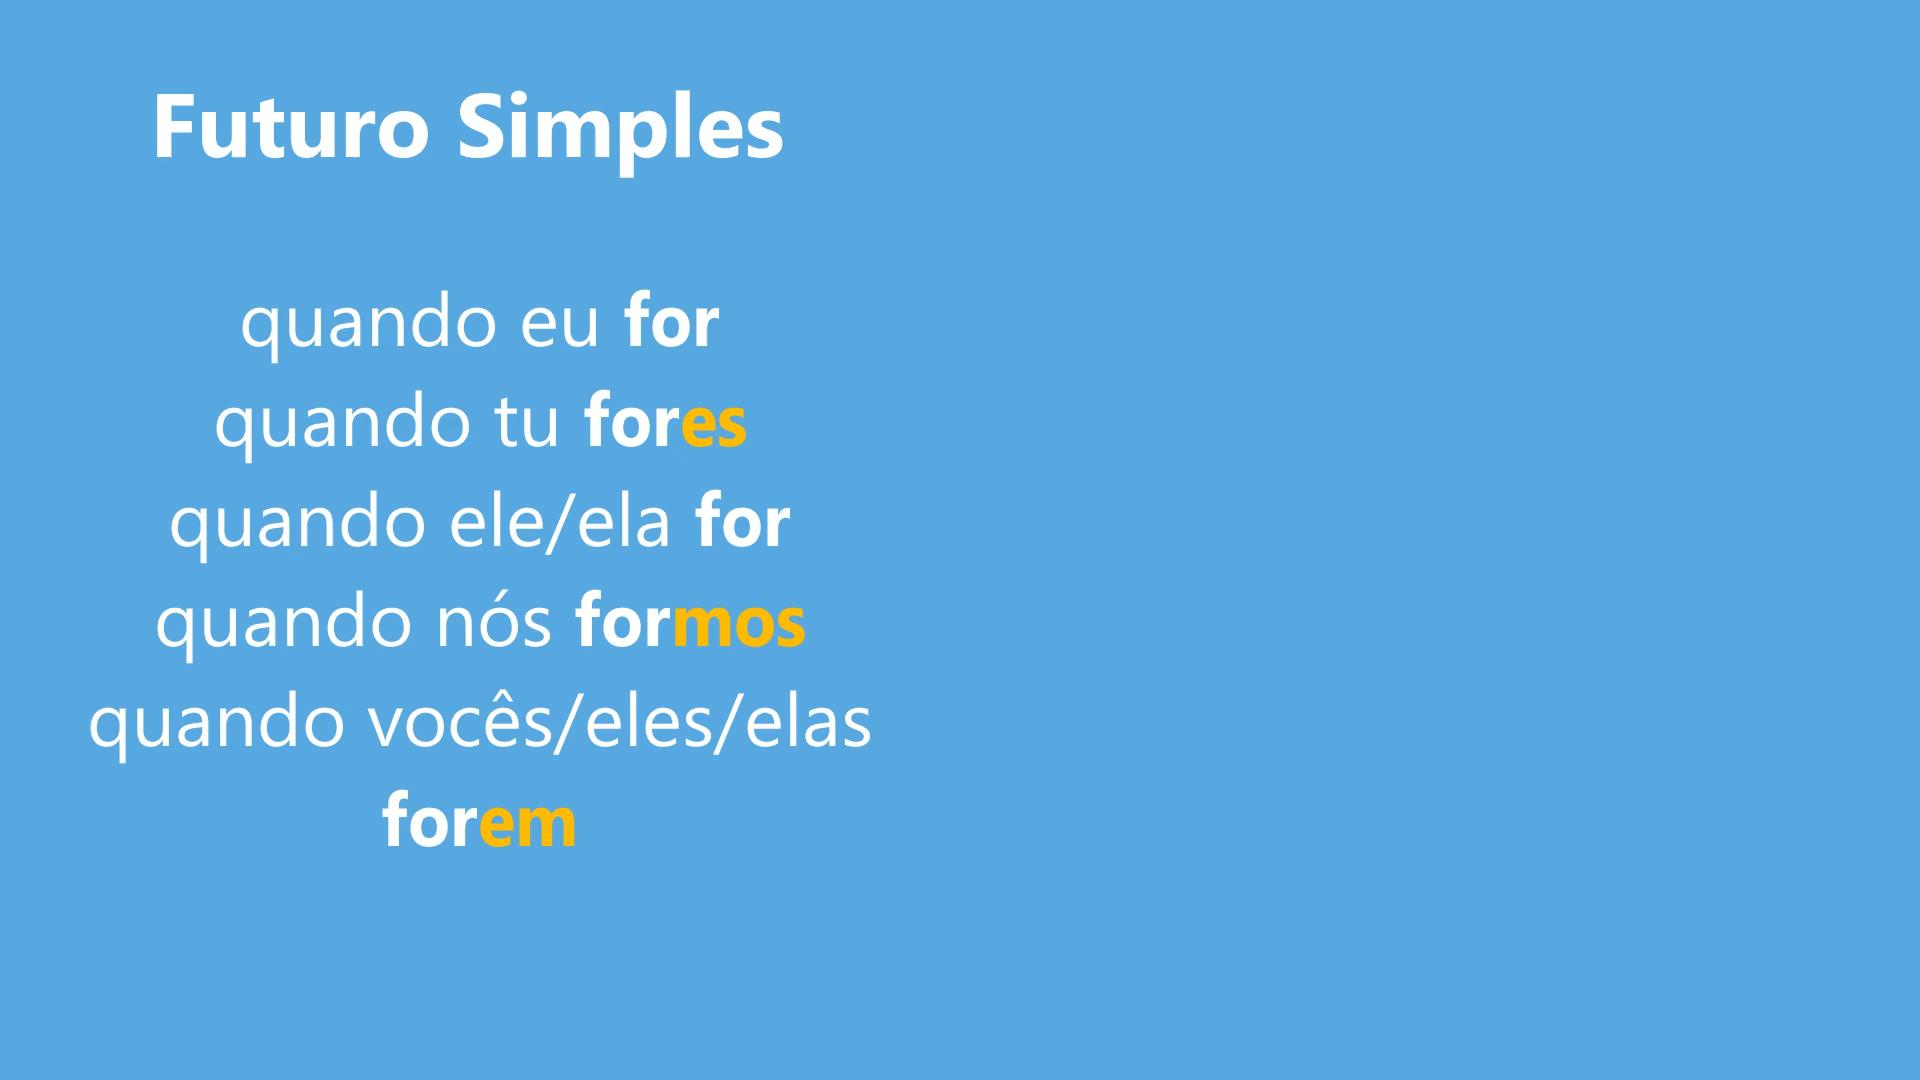 Futuro Simples
quando eu for
quando tu fores
quando ele/ela for
quando nós formos
quando vocês/eles/elas
forem